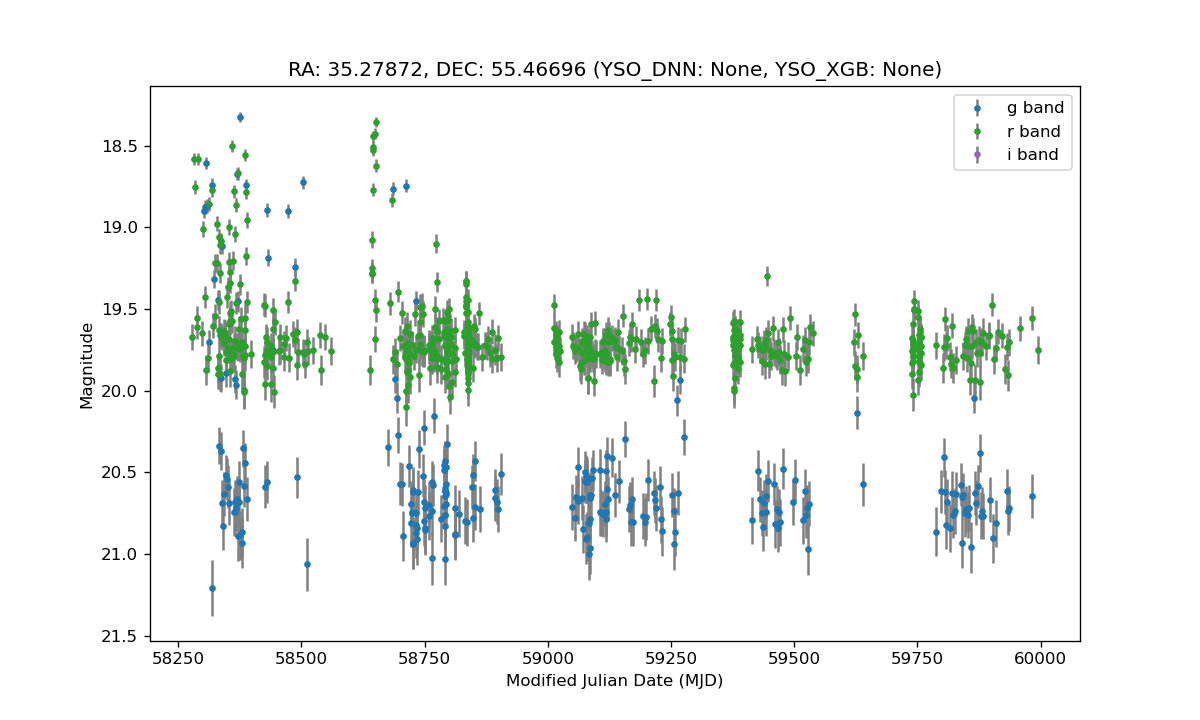 RA: 35.27872, DEC: 55.46696 (YSO_DNN: None, YSO_XGB: None)
g band
r band
i band
18.5
19.0
19.5
20.0
20.5
21.0
21.5
Magnitude
58250 58500 58750 59000 59250 59500 59750 60000
Modified Julian Date (MJD)